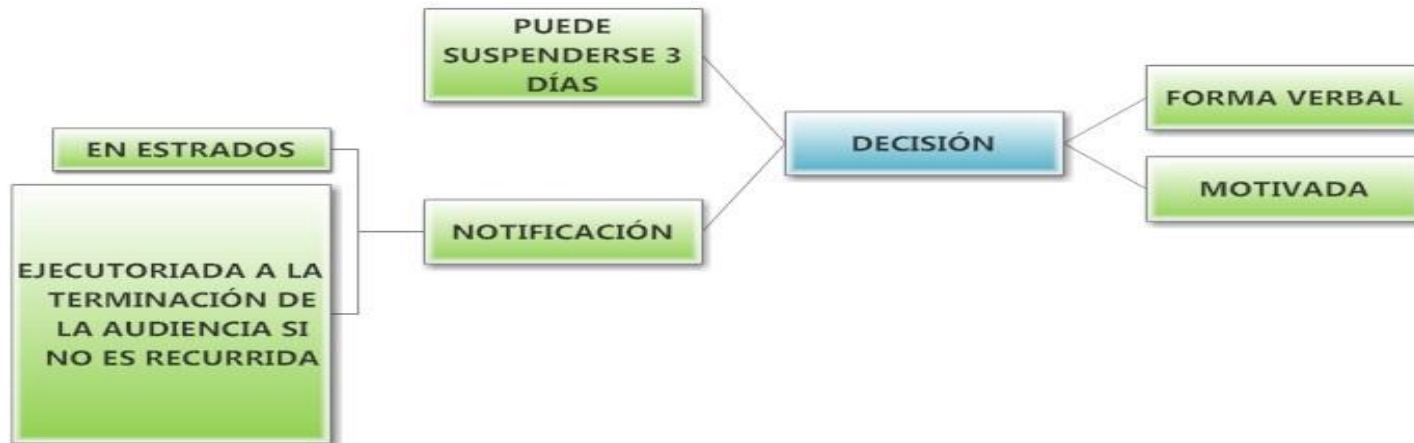 PUEDE
SUSPENDERSE 3
DÍAS
DECISIÓN
FORMA VERBAL
MOTIVADA
NOTIFICACIÓN
EN ESTRADOS
EJECUTORIADA A LA
TERMINACIÓN DE
LA AUDIENCIA SI
NO ES RECURRIDA